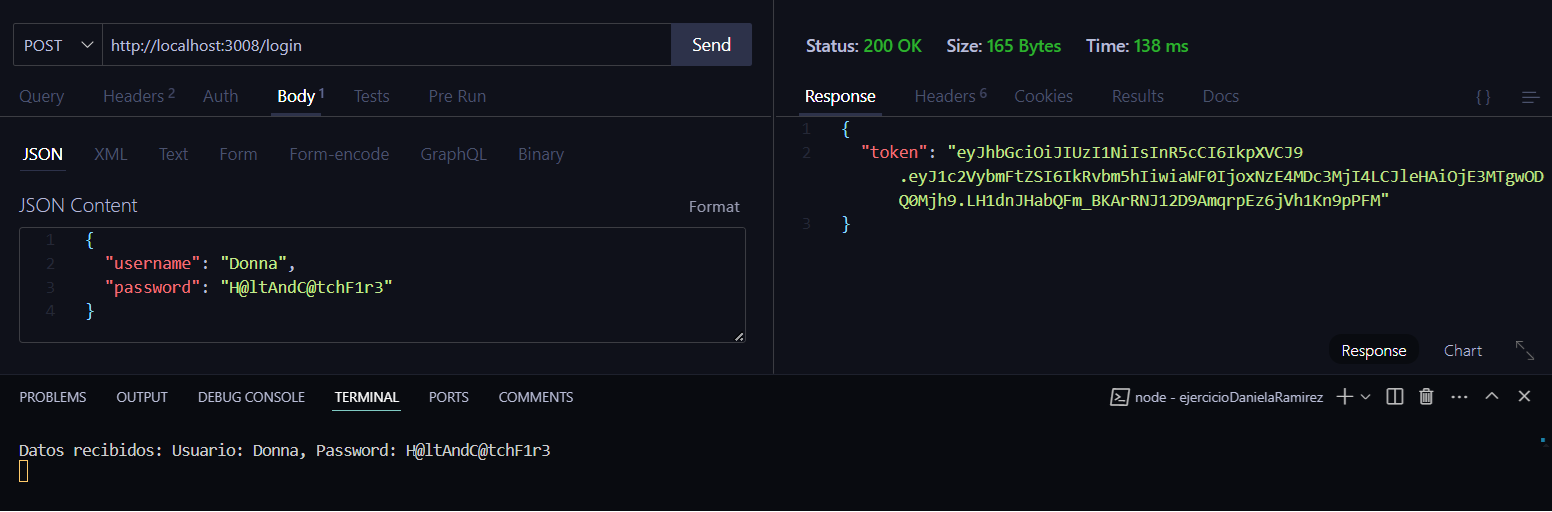 POST http://localhost:3008/login Send
Query Headers 2 Auth Body 1 Tests Pre Run
JSON XML Text Form Form-encode GraphQL Binary
JSON Content Format
1 {
2 "username": "Donna",
3 "password": "H@ltAndC@tchF1r3"
4 }
Status: 200 OK Size: 165 Bytes Time: 138 ms
Response Headers 6 Cookies Results Docs { }
1 {
2 "token": "eyJhbGciOiJIUzI1NiIsInR5cCI6IkpXVCJ9
.eyJ1c2VybmFtZSI6IkRvbm5hIiwiaWF0IjoxNzE4MDc3MjI4LCJleHAiOjE3MTgwOD
Q0Mjh9.LH1dnJHabQFm_BKArRNJ12D9AmqrpEz6jVh1Kn9pPFM"
3 }
Response Chart
PROBLEMS OUTPUT DEBUG CONSOLE TERMINAL PORTS COMMENTS node - ejercicioDanielaRamirez
Datos recibidos: Usuario: Donna, Password: H@ltAndC@tchF1r3